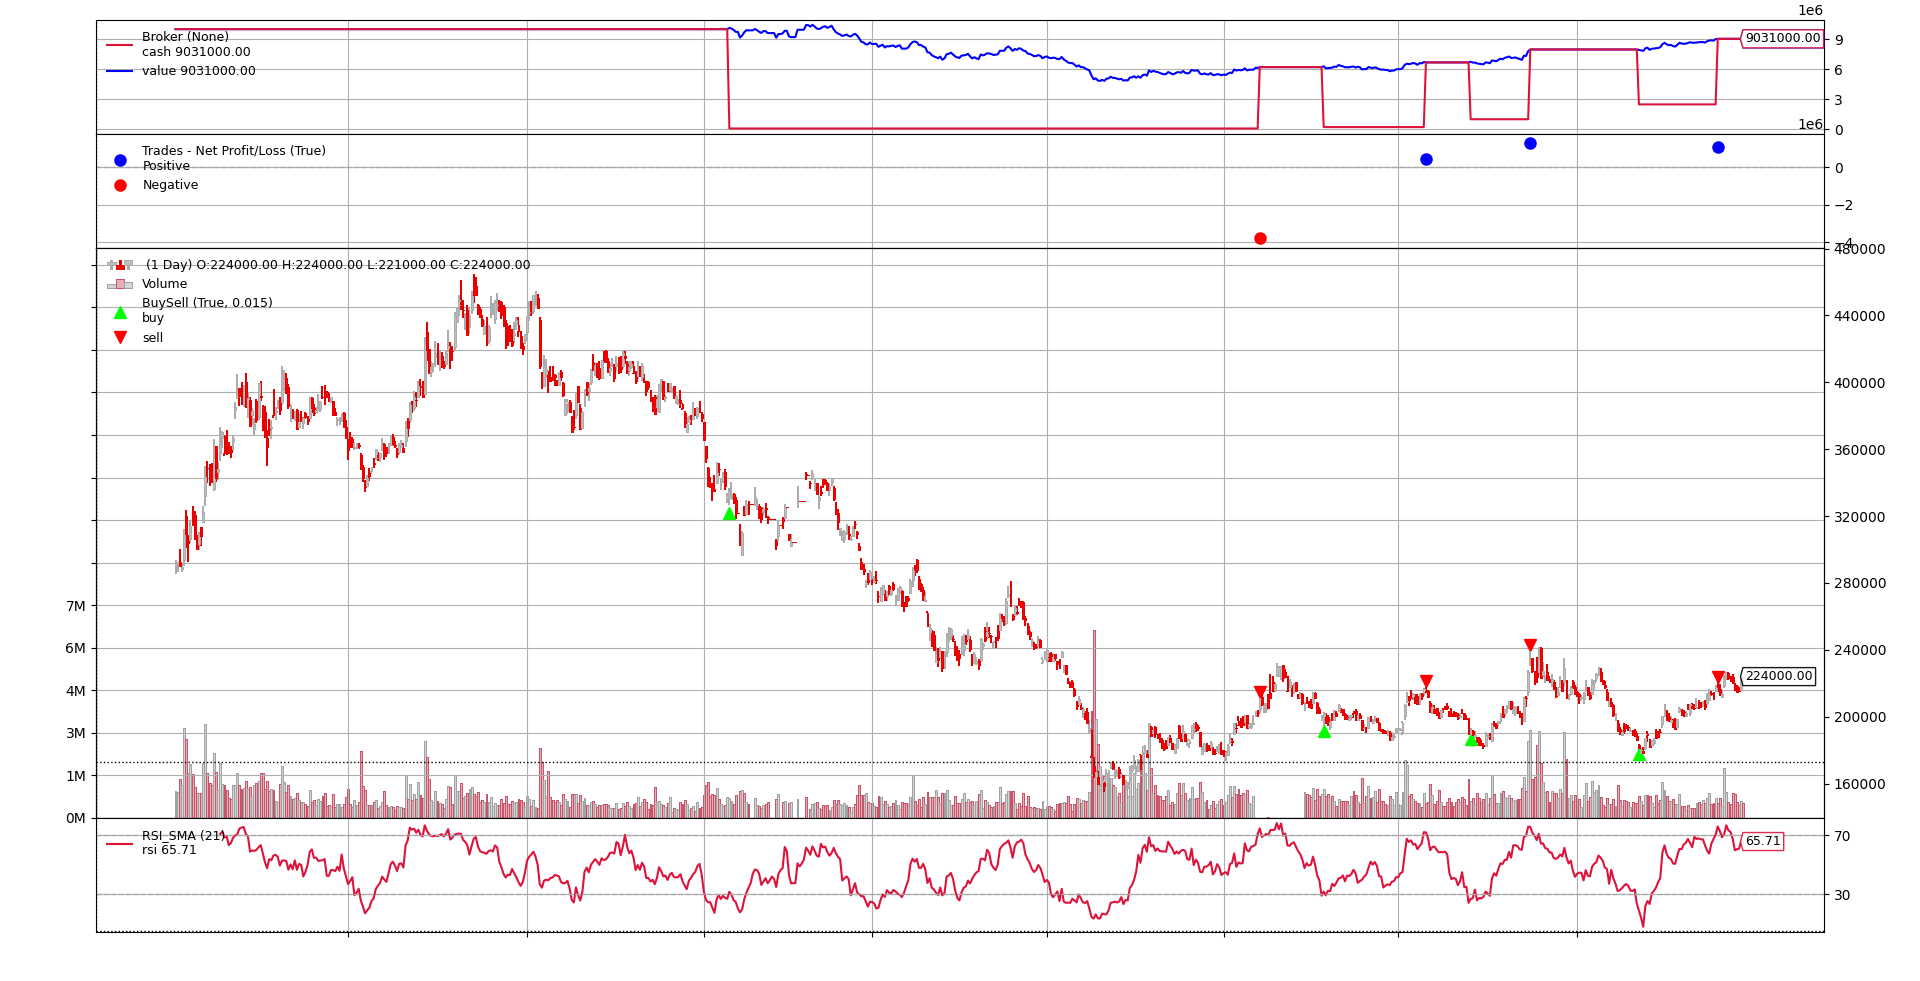 1e6
Broker (None)
cash 9031000.00
value 9031000.00
9031000.00
9
6
3
0
1e6
Trades - Net Profit/Loss (True)
Positive
Negative
0
−2
−4
(1 Day) O:224000.00 H:224000.00 L:221000.00 C:224000.00
Volume
BuySell (True, 0.015)
buy
sell
480000
440000
400000
360000
320000
280000
240000
224000.00
200000
160000
7M
6M
4M
3M
1M
0M
RSI_SMA (21)
rsi 65.71
65.71
70
30